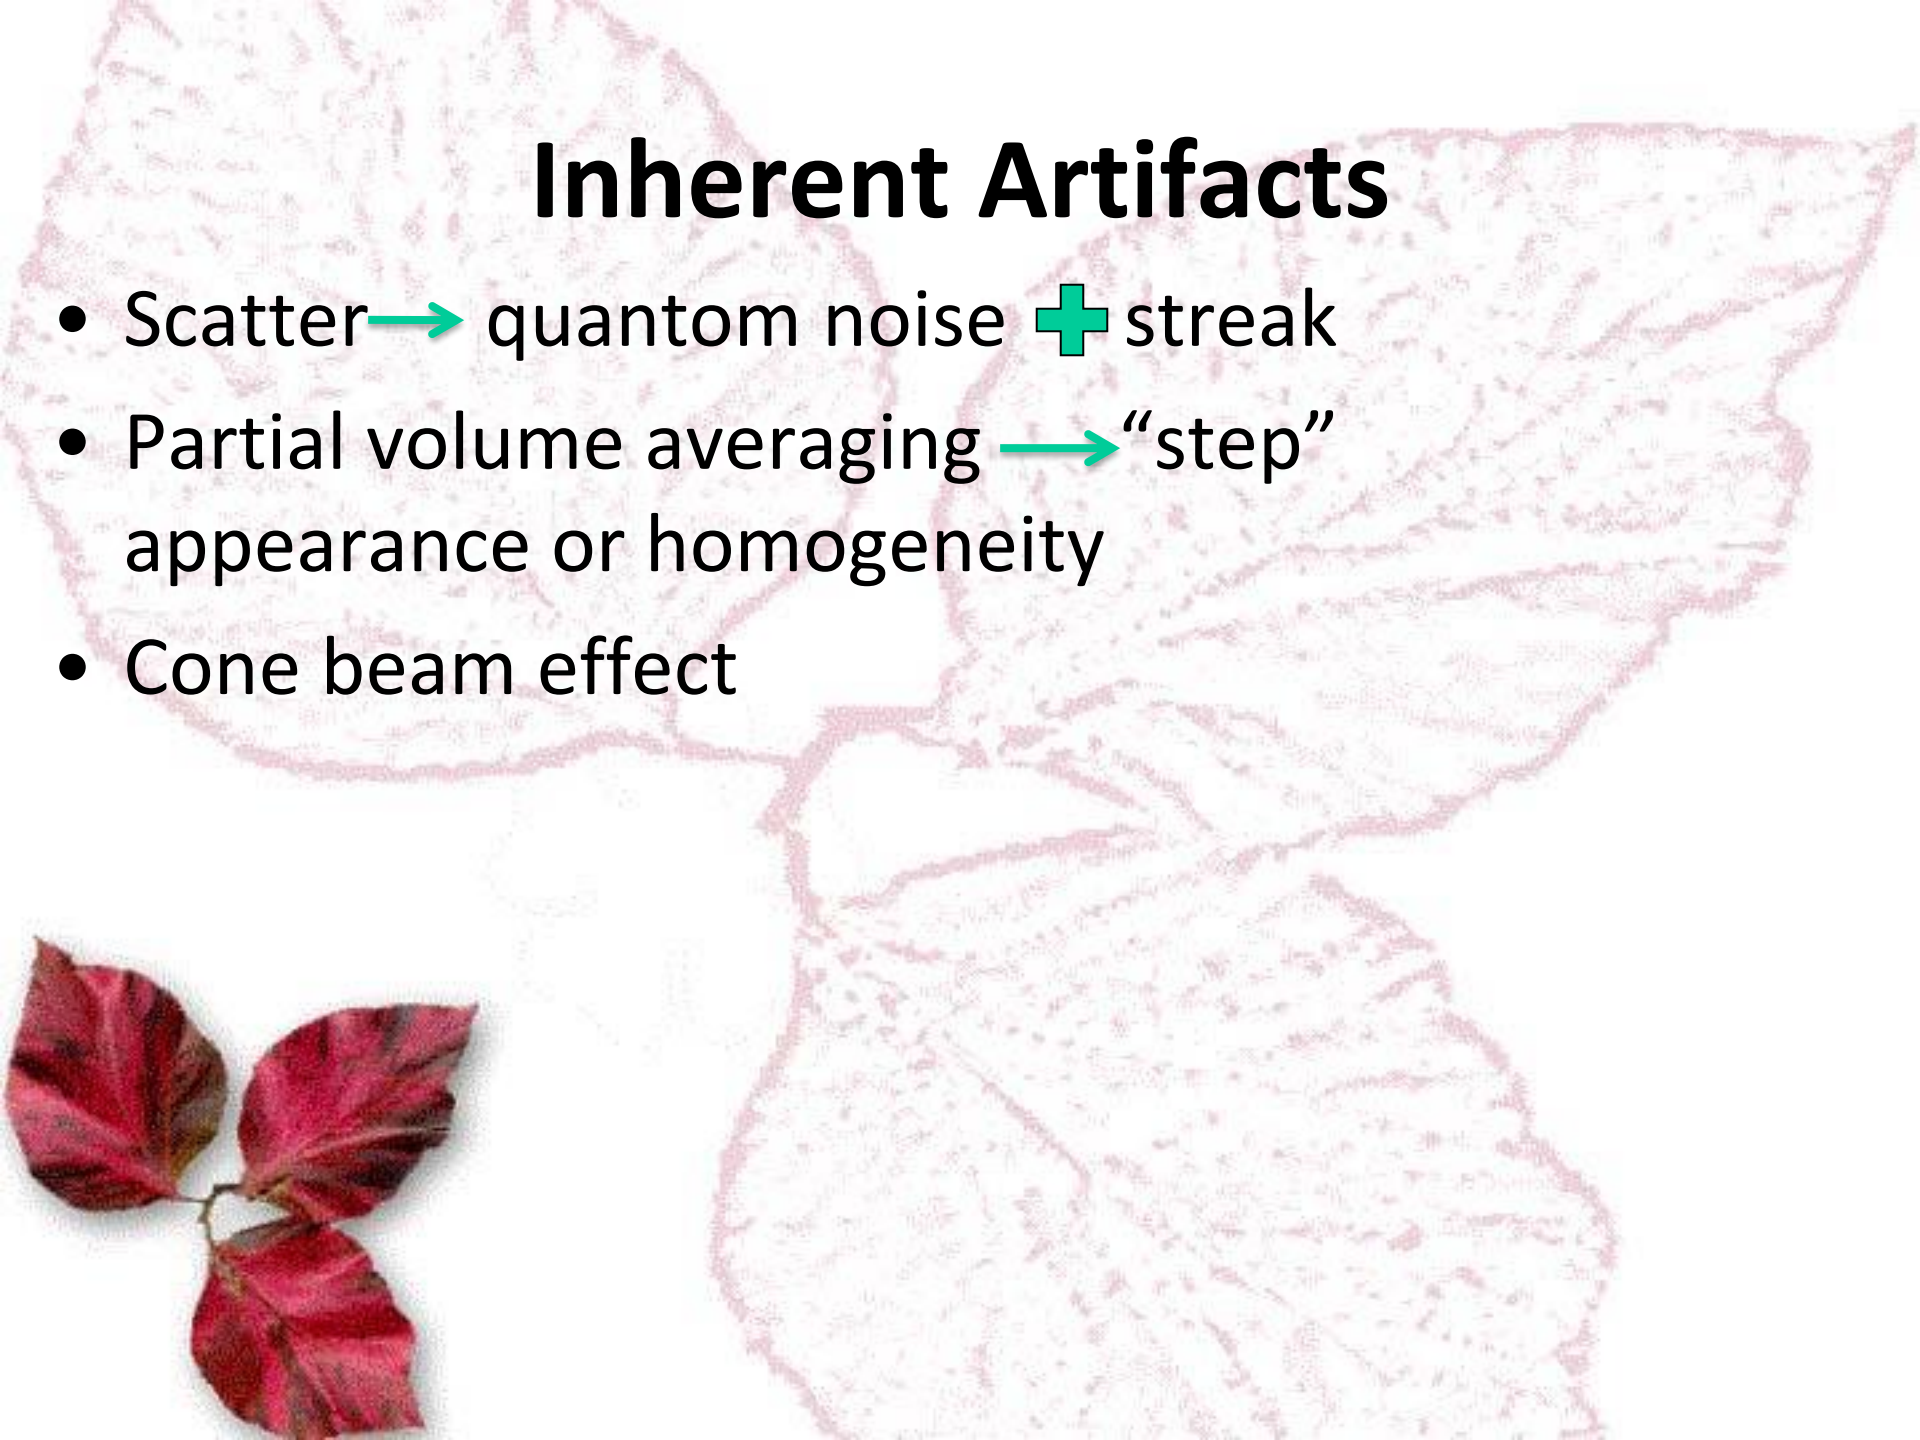 Inherent Artifacts
• Scatter → quantom noise + streak
• Partial volume averaging → “step”
appearance or homogeneity
• Cone beam effect